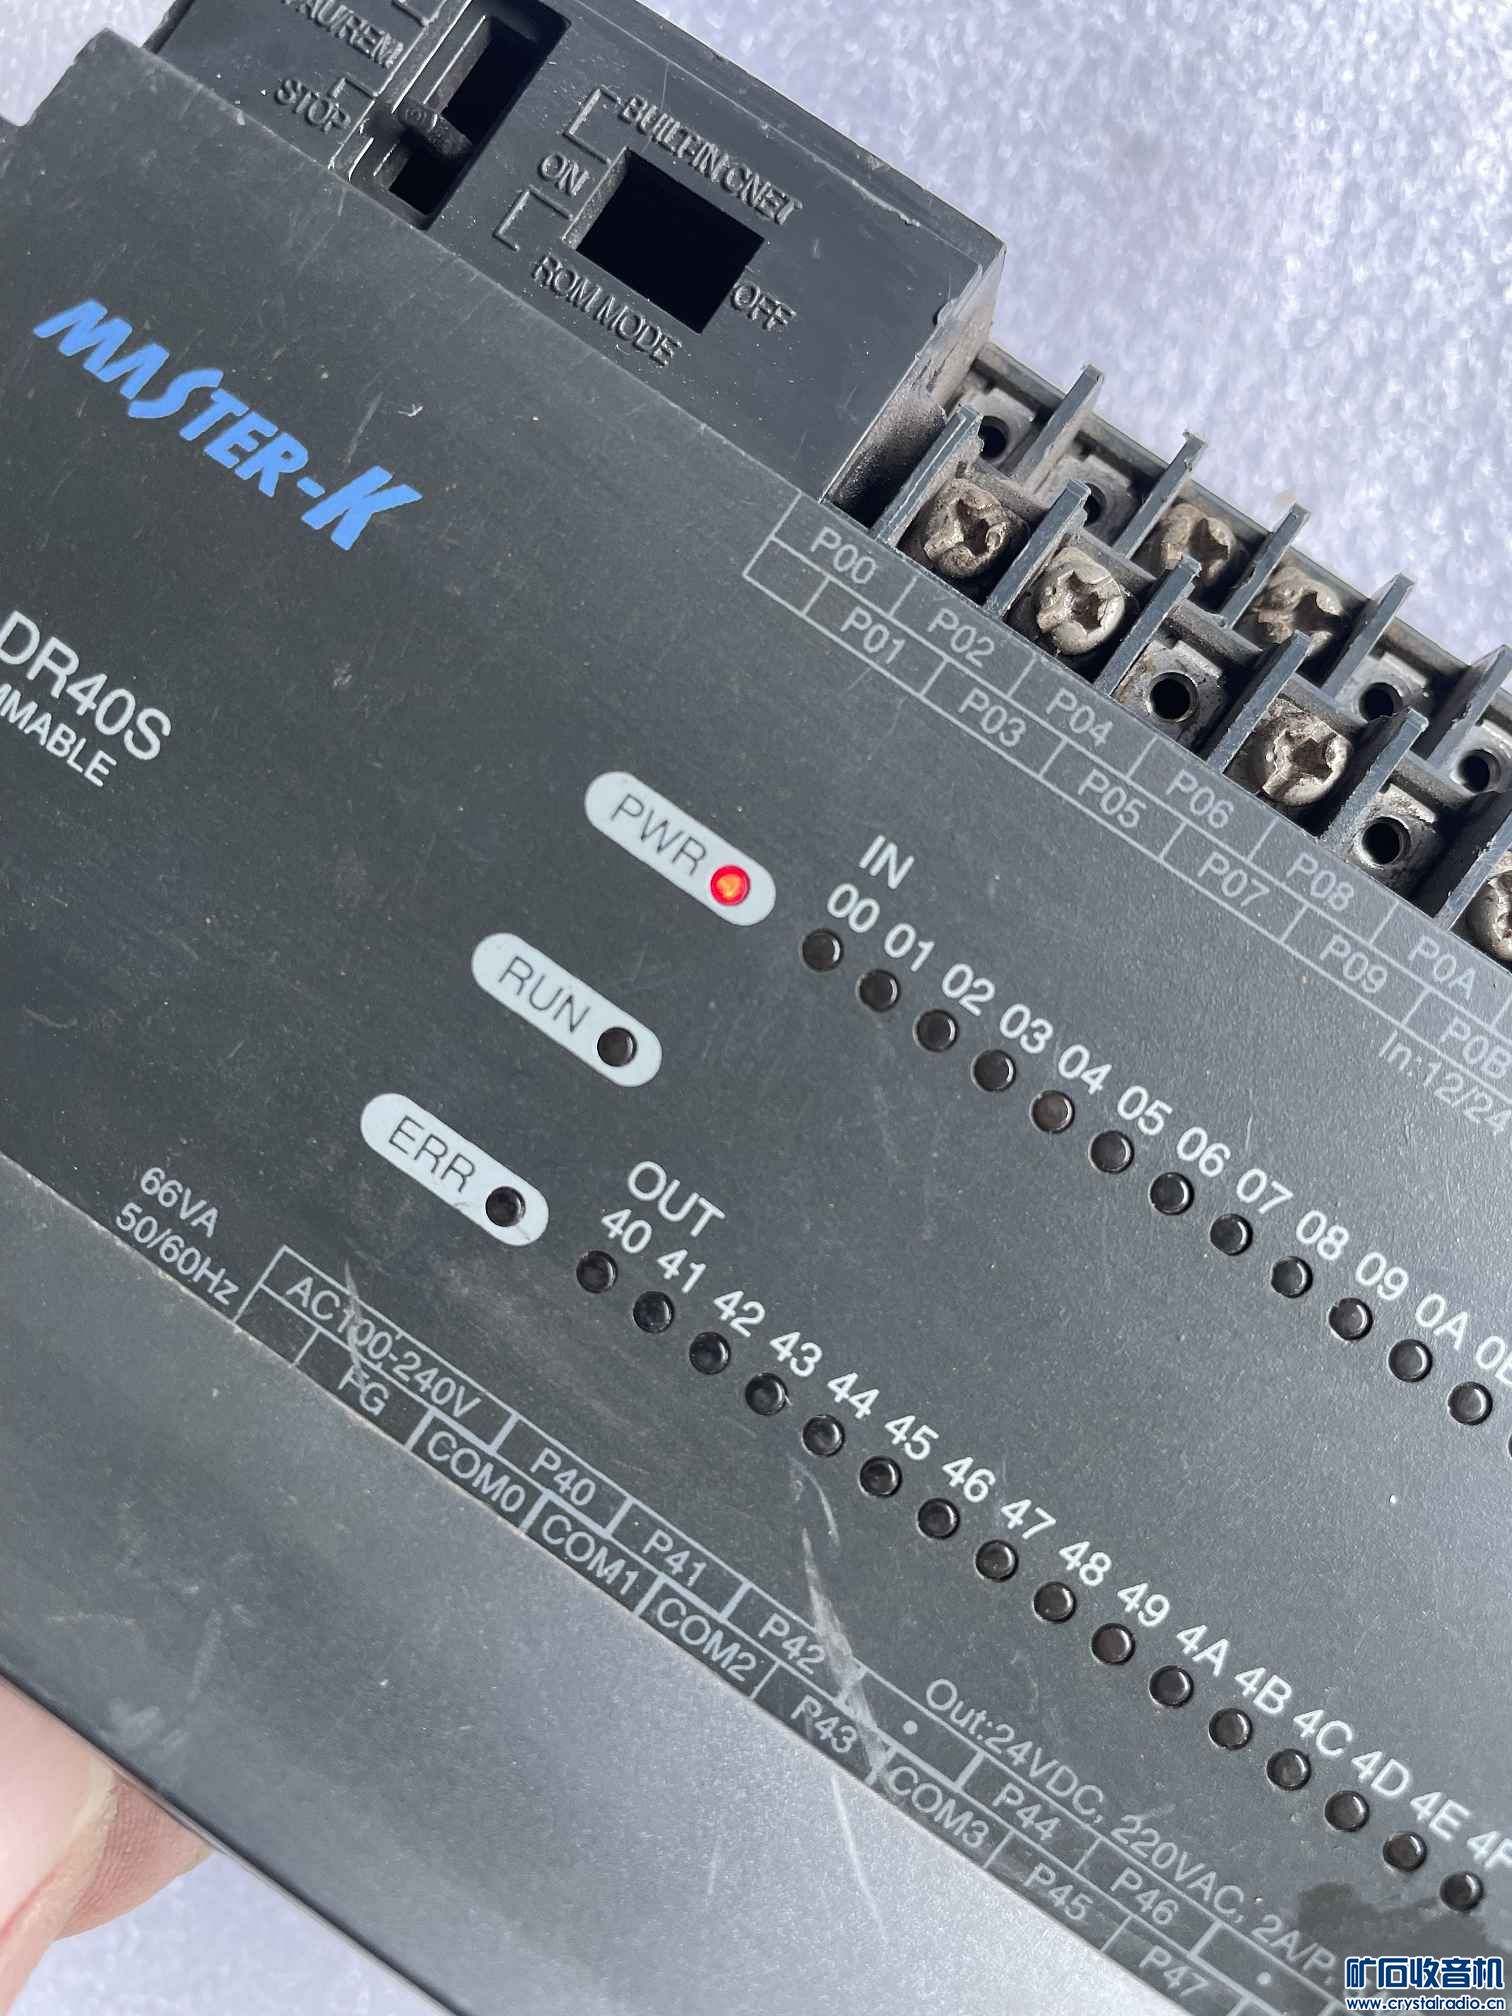 STOP
BUILT-IN CNET
ON
OFF
ROM MODE
MASTER-K
DR40S
MMABLE
P00 P02 P04 P06 P08 P0A
P01 P03 P05 P07 P09 P0B
In:12/24
PWR
RUN
ERR
IN
00 01 02 03 04 05 06 07 08 09 0A
OUT
40 41 42 43 44 45 46 47 48 49 4A 4B 4C 4D 4E 4F
66VA
50/60Hz
AC100-240V P40 P41 P42 P44 P46
FG COM0 COM1 COM2 P43 COM3 P45 P47
Out:24VDC, 220VAC, 2A/P,
矿石收音机
www.crystalradio.cn